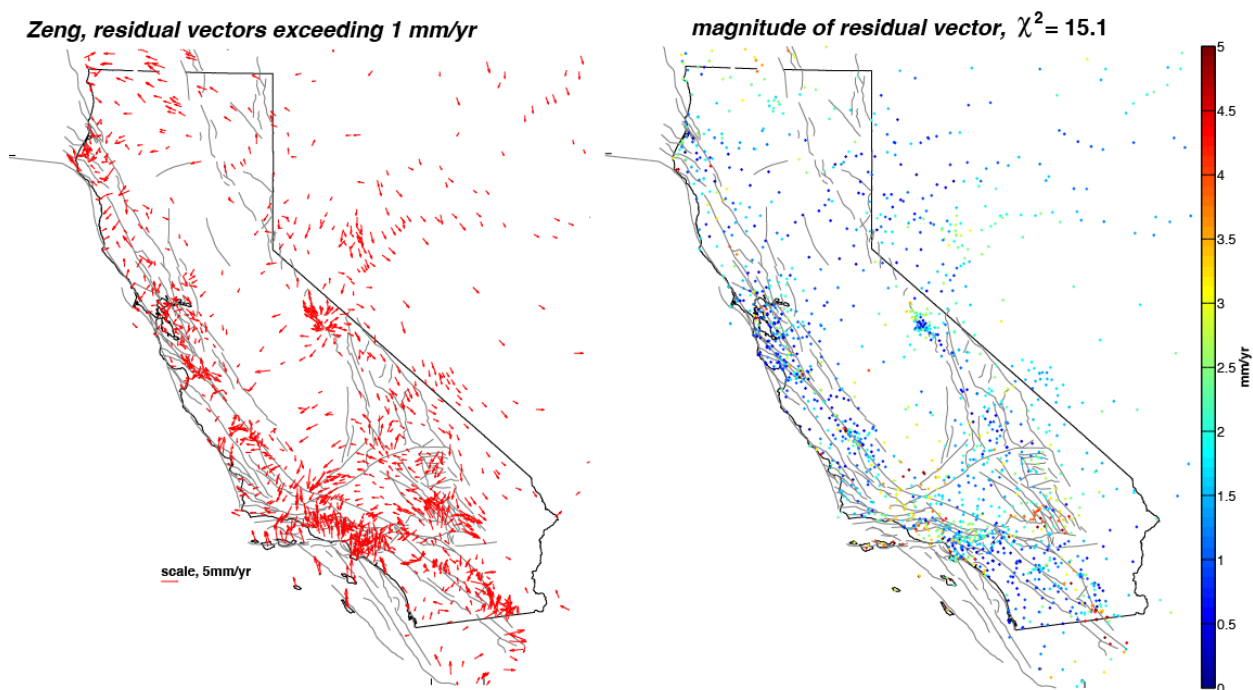 Zeng, residual vectors exceeding 1 mm/yr
scale, 5mm/yr
magnitude of residual vector, χ² = 15.1
5
4.5
4
3.5
3
2.5
2
1.5
1
0.5
0
mm/yr